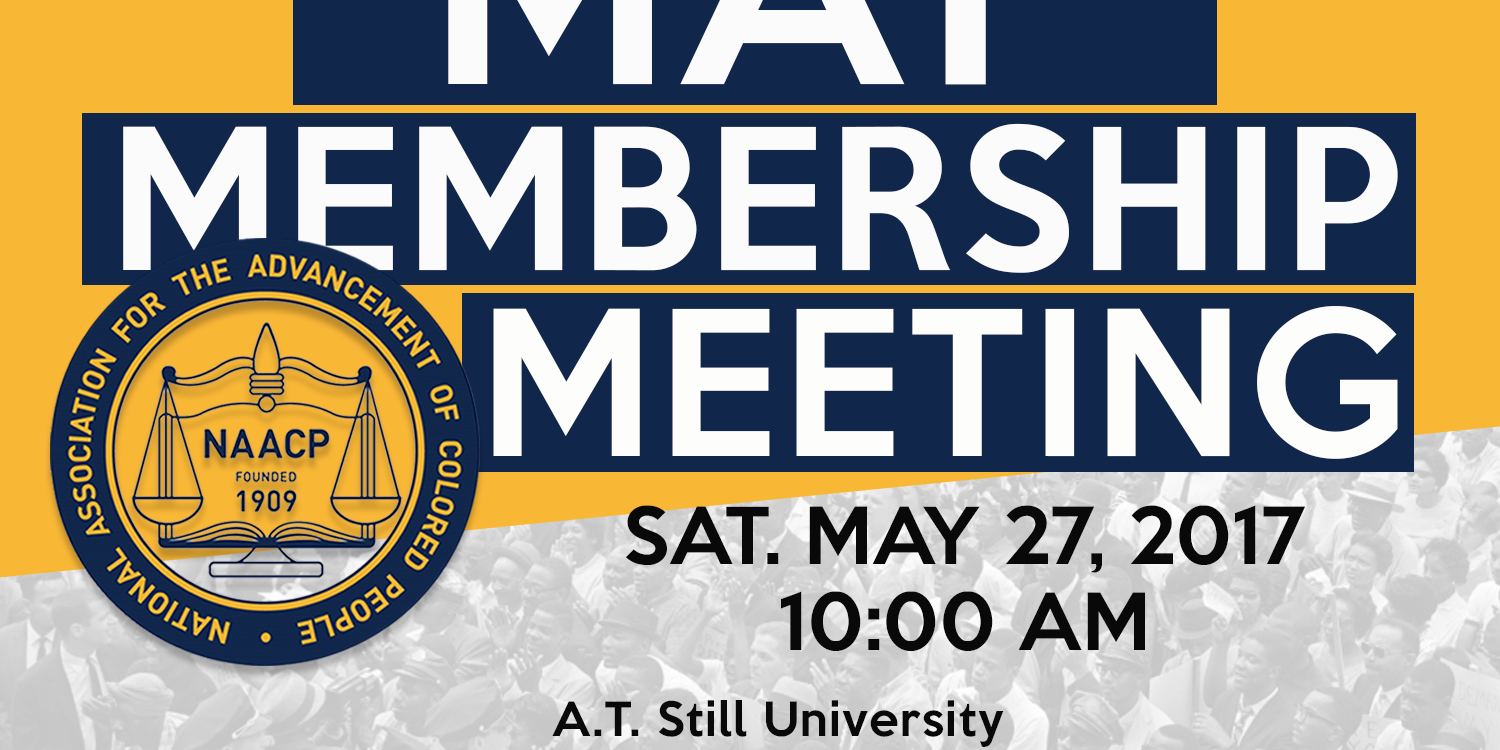 MAY
MEMBERSHIP
MEETING
NATIONAL ASSOCIATION FOR THE ADVANCEMENT OF COLORED PEOPLE
NAACP
FOUNDED
1909
SAT. MAY 27, 2017
10:00 AM
A.T. Still University